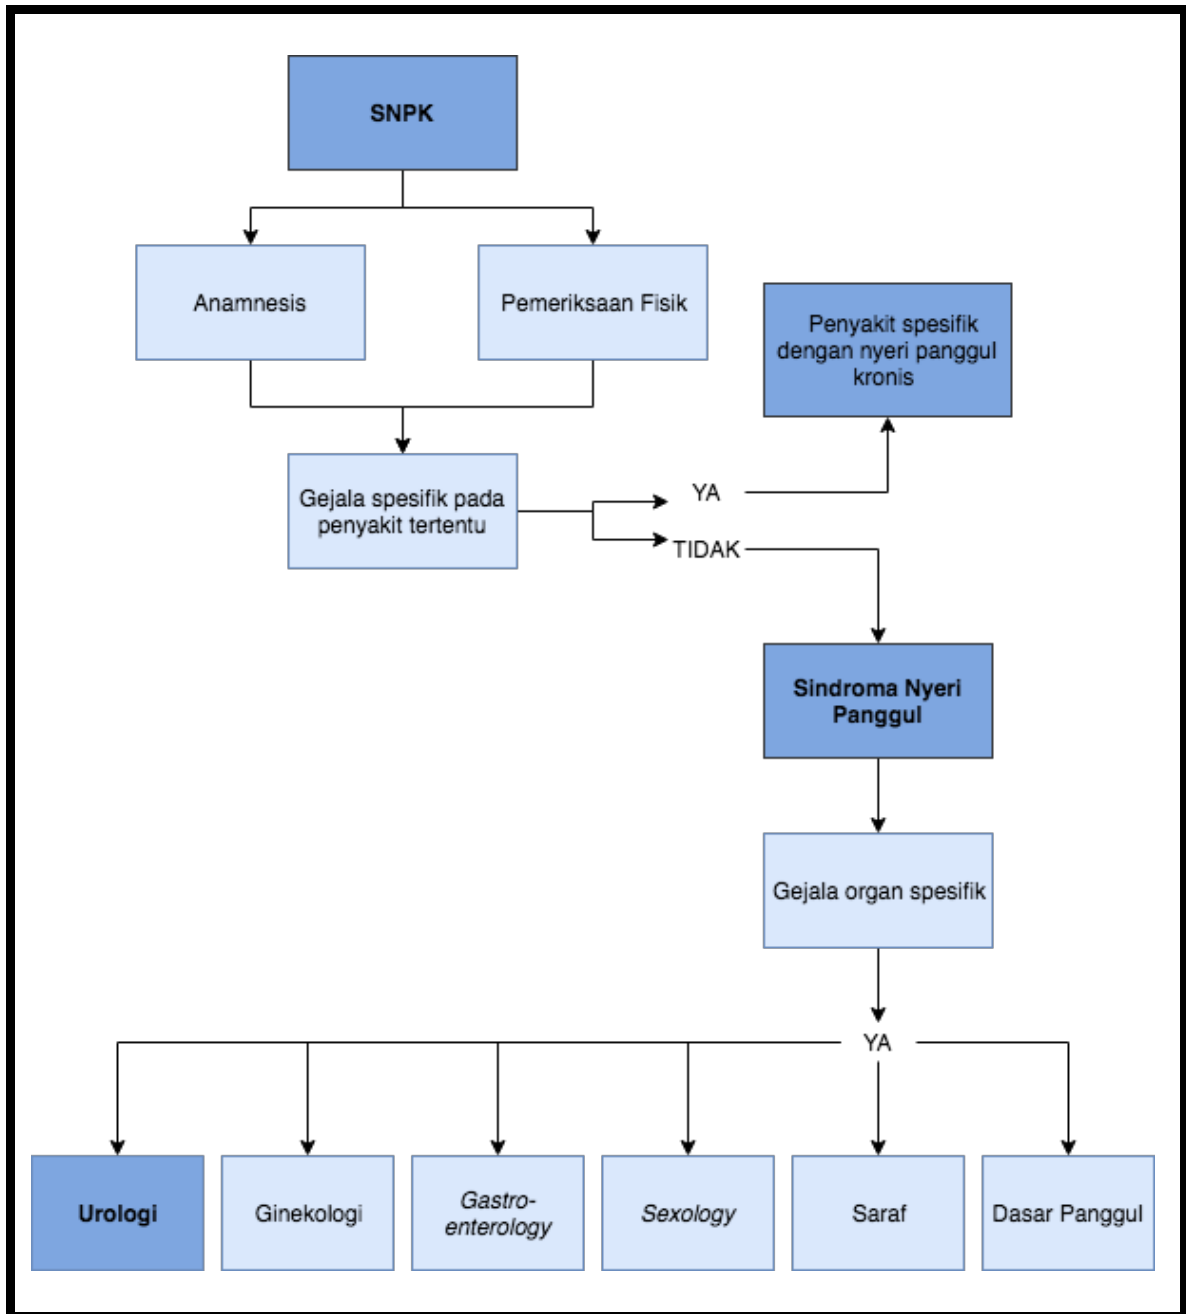 SNPK
Anamnesis
Pemeriksaan Fisik
Penyakit spesifik
dengan nyeri panggul
kronis
Gejala spesifik pada
penyakit tertentu
YA
TIDAK
Sindroma Nyeri
Panggul
Gejala organ spesifik
YA
Urologi
Ginekologi
Gastro-
enterology
Sexology
Saraf
Dasar Panggul